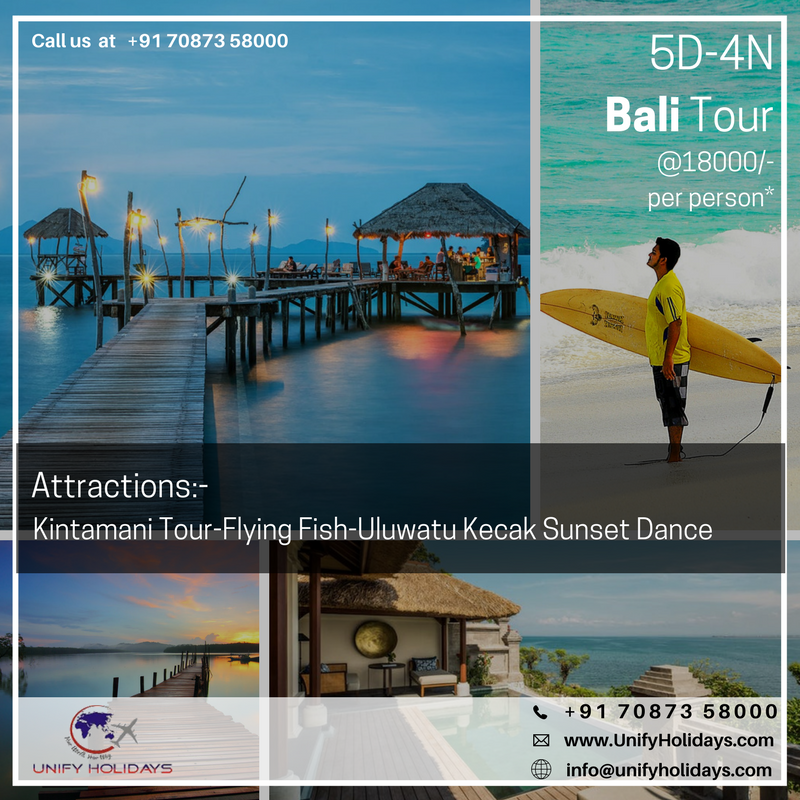 Call us at +91 70873 58000
5D-4N
Bali Tour
@18000/-
per person*
Attractions:-
Kintamani Tour-Flying Fish-Uluwatu Kecak Sunset Dance
UNIFY HOLIDAYS
+91 70873 58000
www.UnifyHolidays.com
info@unifyholidays.com